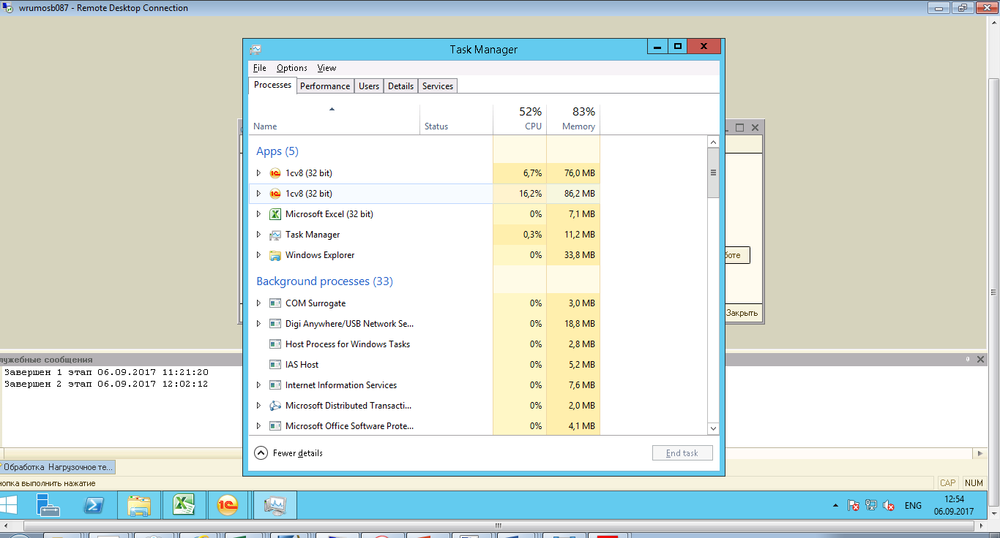 wrumosb087 - Remote Desktop Connection
Task Manager
File Options View
Processes Performance Users Details Services
52% 83%
Name Status CPU Memory
Apps (5)
1cv8 (32 bit) 6,7% 76,0 MB
1cv8 (32 bit) 16,2% 86,2 MB
Microsoft Excel (32 bit) 0% 7,1 MB
Task Manager 0,3% 11,2 MB
Windows Explorer 0% 33,8 MB
Background processes (33)
COM Surrogate 0% 3,0 MB
Digi Anywhere/USB Network Se... 0% 18,8 MB
Host Process for Windows Tasks 0% 2,8 MB
IAS Host 0% 5,2 MB
Internet Information Services 0% 7,6 MB
Microsoft Distributed Transacti... 0% 2,0 MB
Microsoft Office Software Prote... 0% 4,1 MB
Fewer details End task
боте
Закрыть
лужебные сообщения
Завершен 1 этап 06.09.2017 11:21:20
Завершен 2 этап 06.09.2017 12:02:12
Обработка Нагрузочное те...
нопка выполнить нажатие
CAP NUM
ENG
12:54
06.09.2017